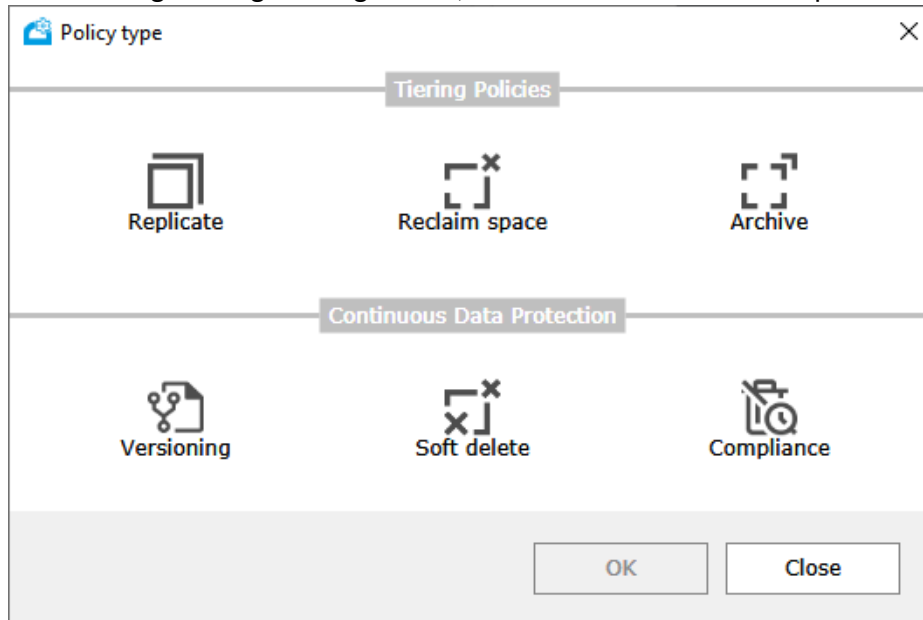 Policy type
Tiering Policies
Replicate Reclaim space Archive
Continuous Data Protection
Versioning Soft delete Compliance
OK Close